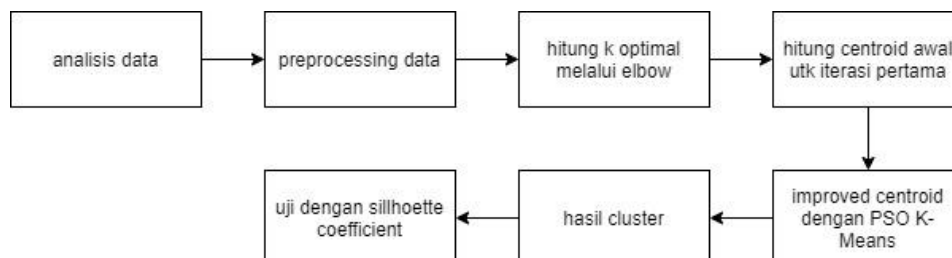 analisis data
preprocessing data
hitung k optimal
melalui elbow
hitung centroid awal
utk iterasi pertama
improved centroid
dengan PSO K-
Means
hasil cluster
uji dengan sillhoette
coefficient